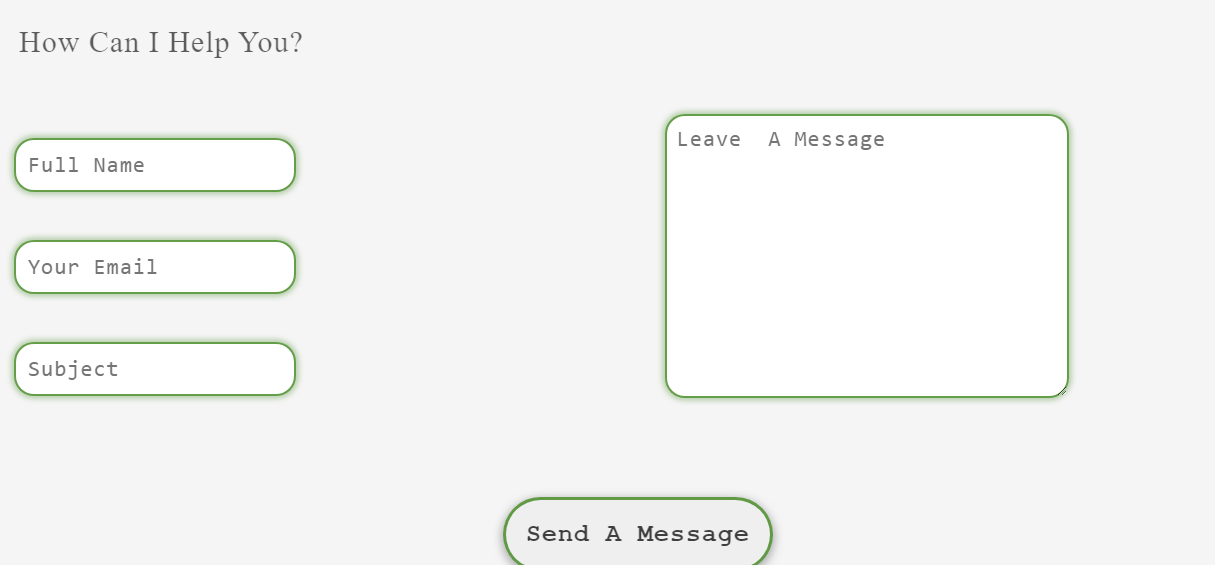 How Can I Help You?
Full Name
Your Email
Subject
Leave  A Message
Send A Message